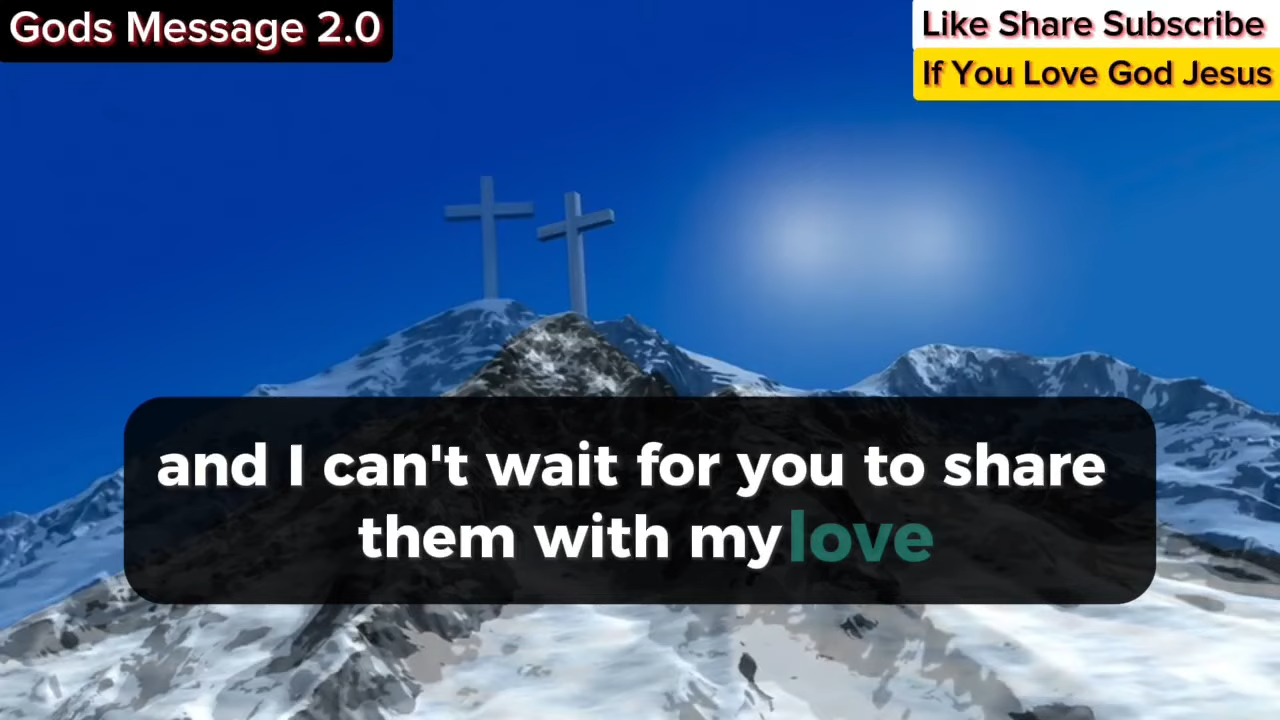 Gods Message 2.0
Like Share Subscribe
If You Love God Jesus
and I can't wait for you to share
them with my love